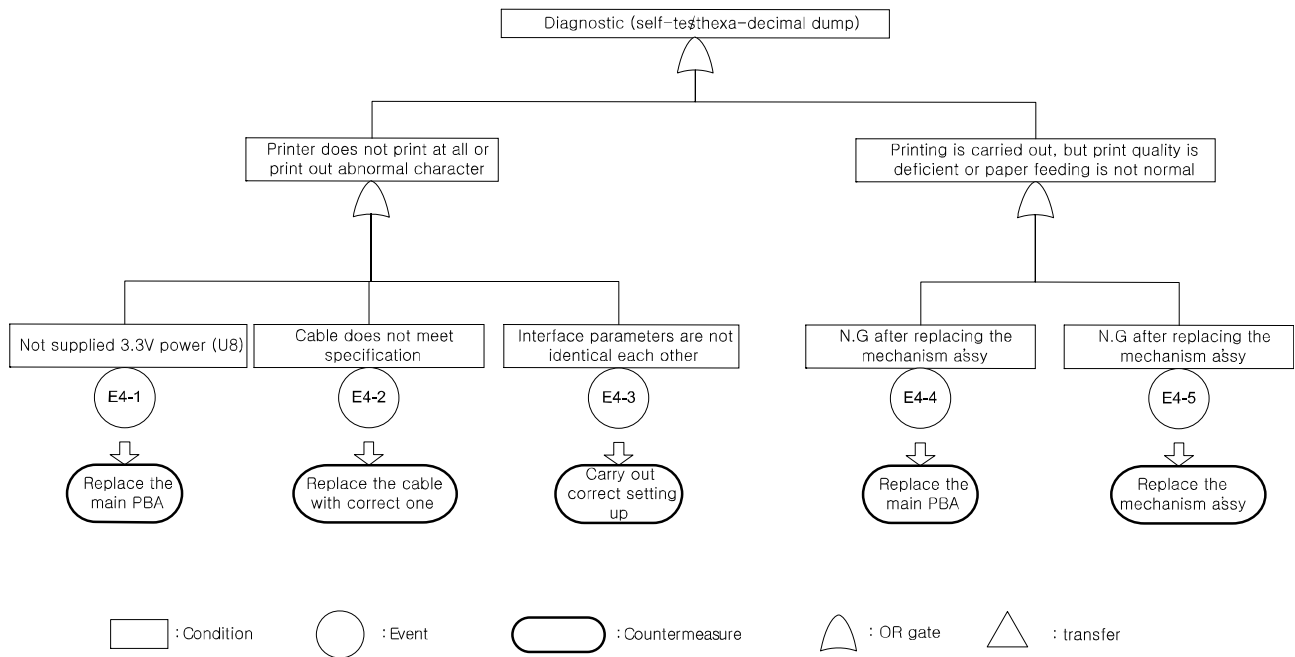 Diagnostic (self-test/hexa-decimal dump)
Printer does not print at all or
print out abnormal character
Printing is carried out, but print quality is
deficient or paper feeding is not normal
Not supplied 3.3V power (U8)
Cable does not meet
specification
Interface parameters are not
identical each other
N.G after replacing the
mechanism a'ssy
N.G after replacing the
mechanism a'ssy
E4-1
E4-2
E4-3
E4-4
E4-5
Replace the
main PBA
Replace the cable
with correct one
Carry out
correct setting
up
Replace the
main PBA
Replace the
mechanism a'ssy
: Condition
: Event
: Countermeasure
: OR gate
: transfer